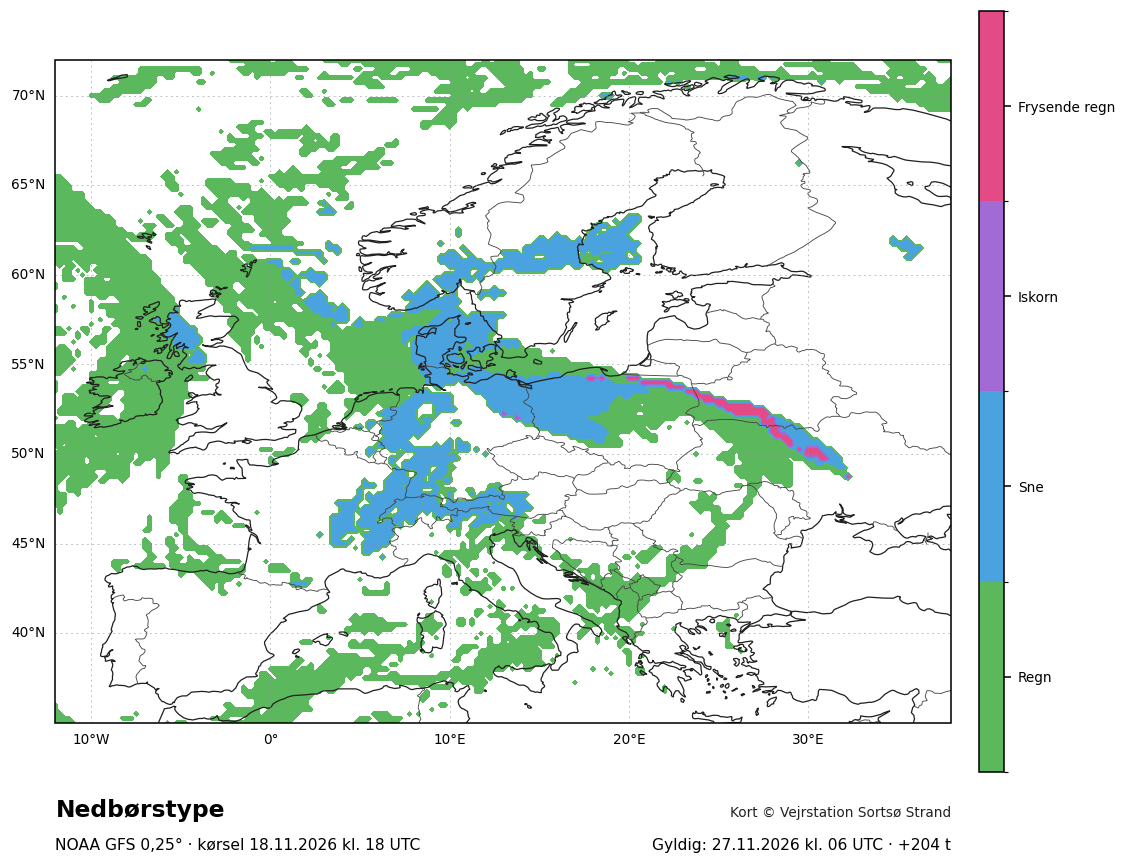 70°N
65°N
60°N
55°N
50°N
45°N
40°N
10°W
0°
10°E
20°E
30°E
Frysende regn
Iskorn
Sne
Regn
Nedbørstype
Kort © Vejrstation Sortsø Strand
NOAA GFS 0,25° · kørsel 18.11.2026 kl. 18 UTC
Gyldig: 27.11.2026 kl. 06 UTC · +204 t